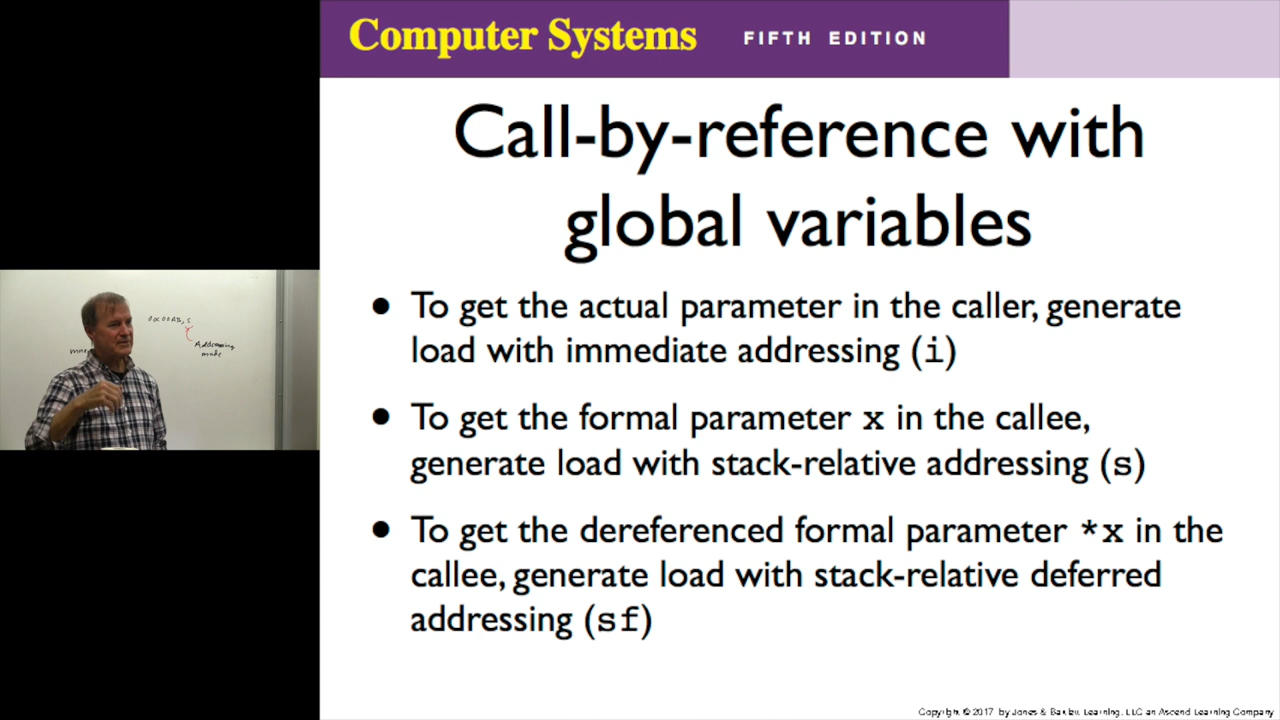 Computer Systems FIFTH EDITION
Call-by-reference with
global variables
• To get the actual parameter in the caller, generate
load with immediate addressing (i)
• To get the formal parameter x in the callee,
generate load with stack-relative addressing (s)
• To get the dereferenced formal parameter *x in the
callee, generate load with stack-relative deferred
addressing (sf)
Addressing
mode
Copyright © 2017 by Jones & Bartlett Learning, LLC an Ascend Learning Company